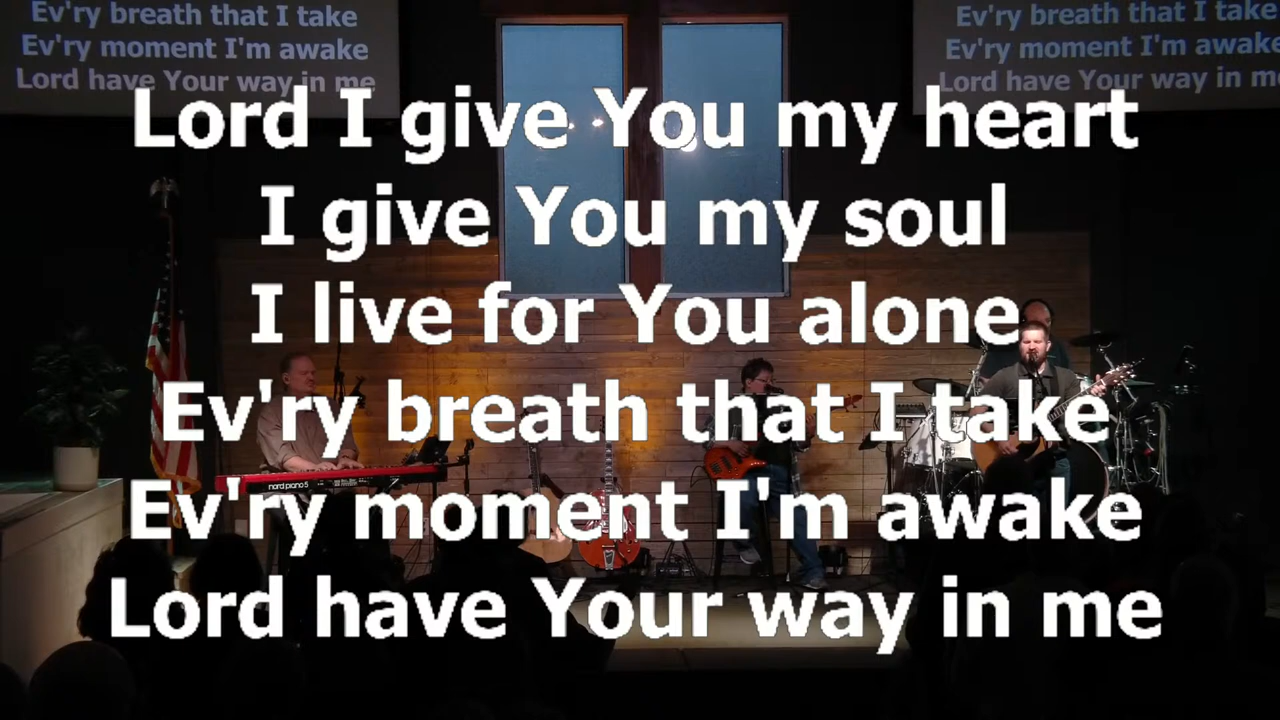 Ev'ry breath that I take
Ev'ry moment I'm awake
Lord have Your way in me
Ev'ry breath that I take
Ev'ry moment I'm awake
Lord have Your way in me
Lord I give You my heart
I give You my soul
I live for You alone
Ev'ry breath that I take
Ev'ry moment I'm awake
Lord have Your way in me
nord piano 5